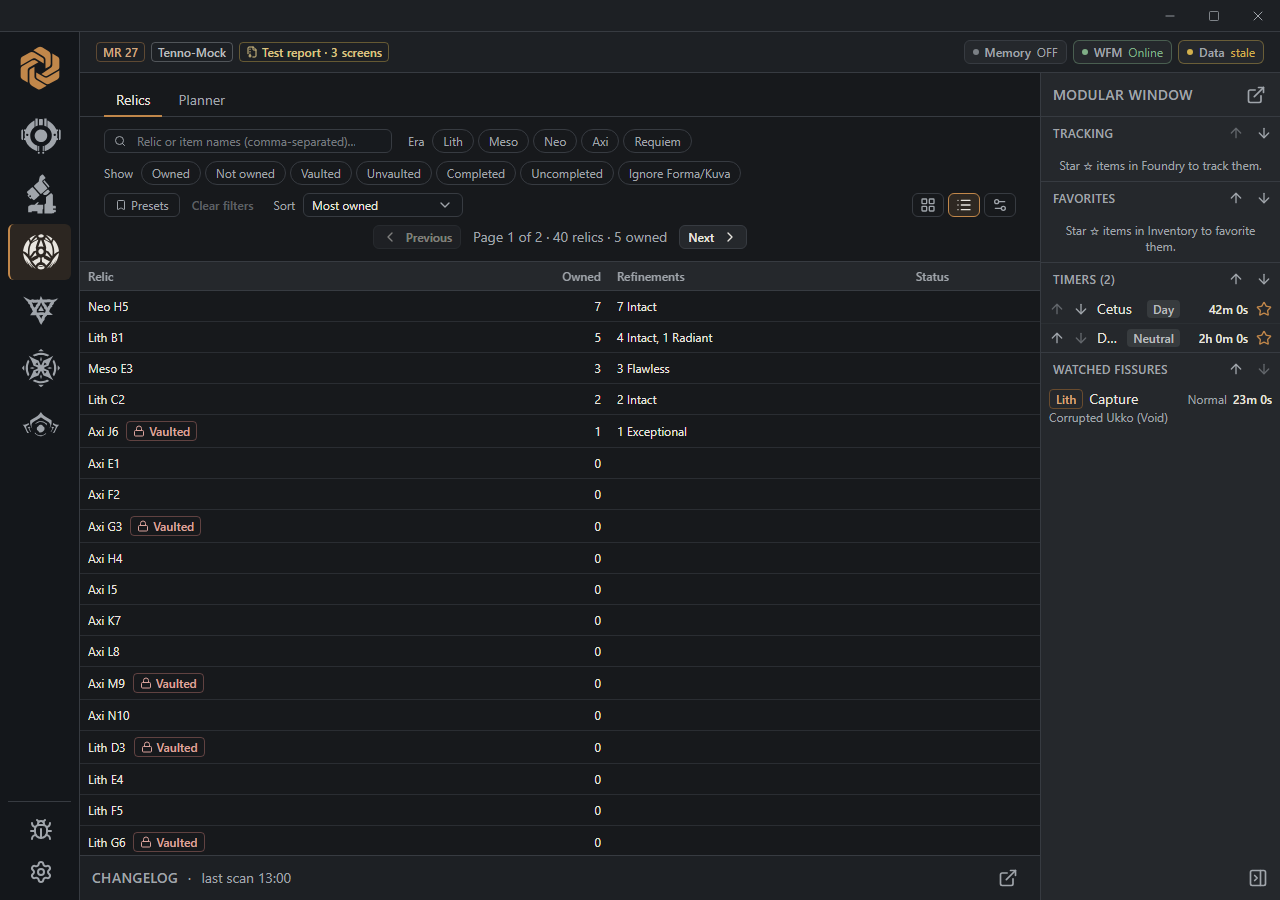 MR 27 Tenno-Mock Test report · 3 screens Memory OFF WFM Online Data stale
Relics Planner
Relic or item names (comma-separated)... Era Lith Meso Neo Axi Requiem
Show Owned Not owned Vaulted Unvaulted Completed Uncompleted Ignore Forma/Kuva
Presets Clear filters Sort Most owned
Previous Page 1 of 2 · 40 relics · 5 owned Next
Relic Owned Refinements Status
Neo H5 7 7 Intact
Lith B1 5 4 Intact, 1 Radiant
Meso E3 3 3 Flawless
Lith C2 2 2 Intact
Axi J6 Vaulted 1 1 Exceptional
Axi E1 0
Axi F2 0
Axi G3 Vaulted 0
Axi H4 0
Axi I5 0
Axi K7 0
Axi L8 0
Axi M9 Vaulted 0
Axi N10 0
Lith D3 Vaulted 0
Lith E4 0
Lith F5 0
Lith G6 Vaulted 0
CHANGELOG · last scan 13:00
MODULAR WINDOW
TRACKING
Star ☆ items in Foundry to track them.
FAVORITES
Star ☆ items in Inventory to favorite
them.
TIMERS (2)
Cetus Day 42m 0s
D... Neutral 2h 0m 0s
WATCHED FISSURES
Lith Capture Normal 23m 0s
Corrupted Ukko (Void)